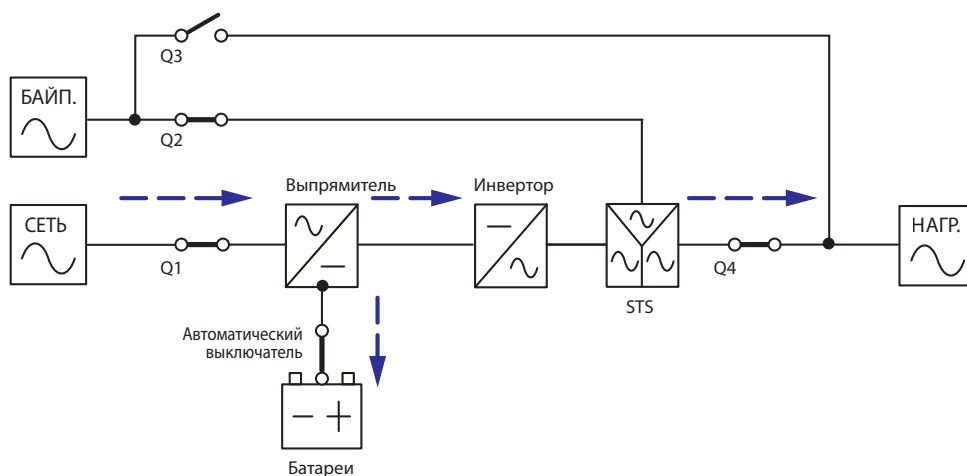 Q3
БАЙП.
Q2
Выпрямитель
Инвертор
СЕТЬ
НАГР.
Q1
Q4
STS
Автоматический
выключатель
Батареи